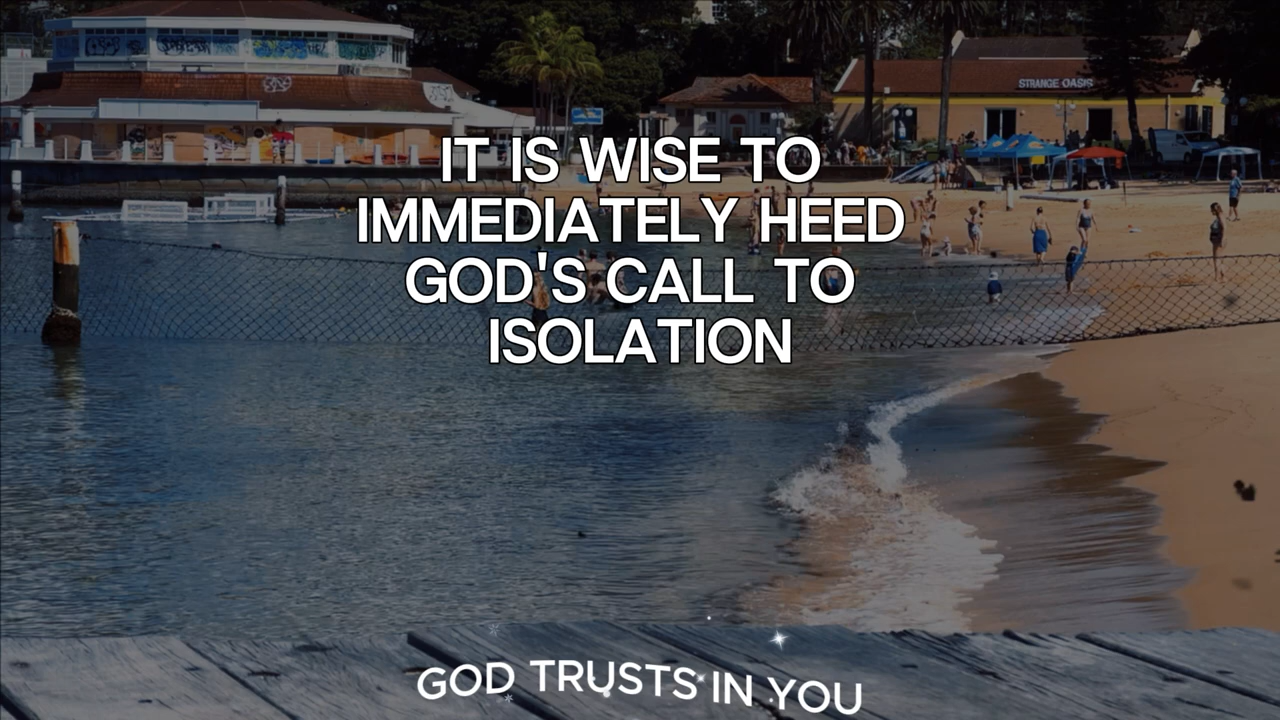 STRANGE OASIS
IT IS WISE TO
IMMEDIATELY HEED
GOD'S CALL TO
ISOLATION
GOD TRUSTS IN YOU